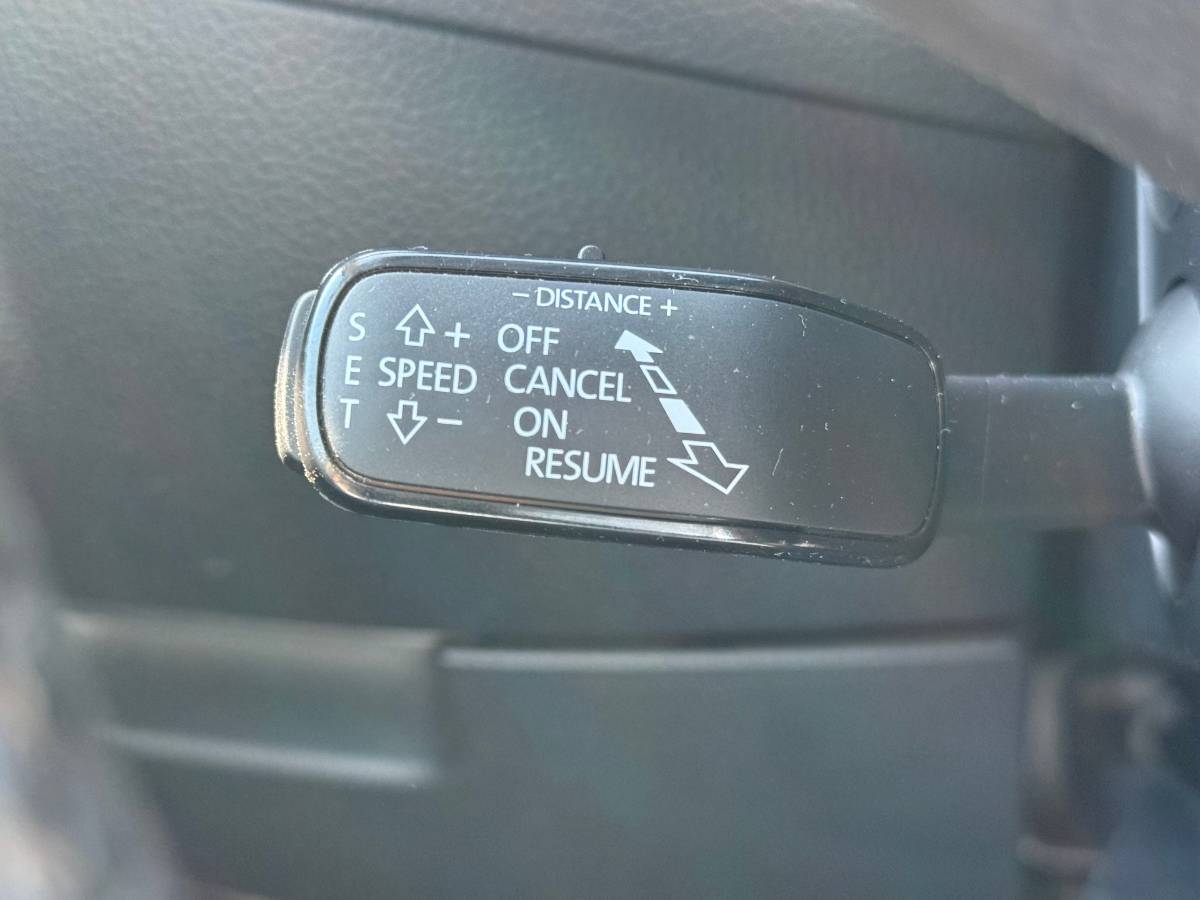 − DISTANCE +
S + OFF
E SPEED CANCEL
T − ON
RESUME